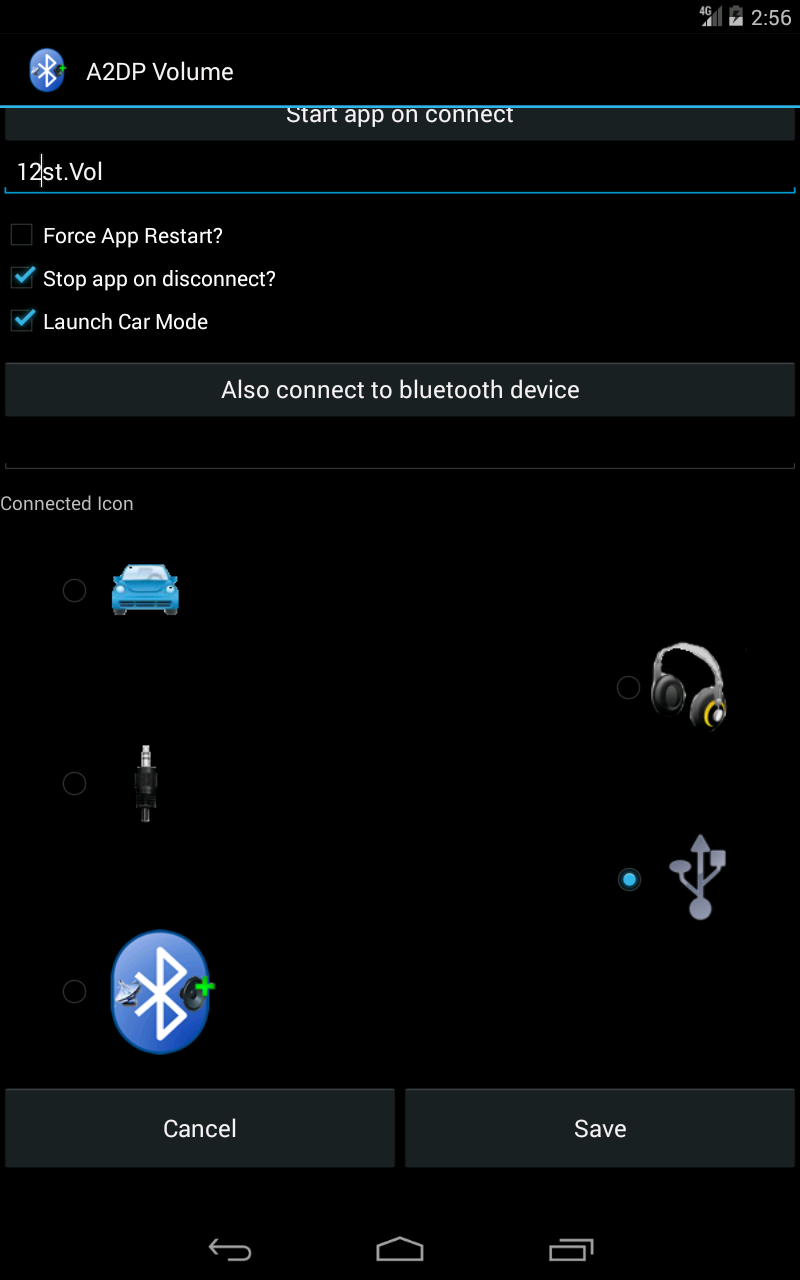 4G 2:56
A2DP Volume
Start app on connect
12st.Vol
Force App Restart?
Stop app on disconnect?
Launch Car Mode
Also connect to bluetooth device
Connected Icon
Cancel Save